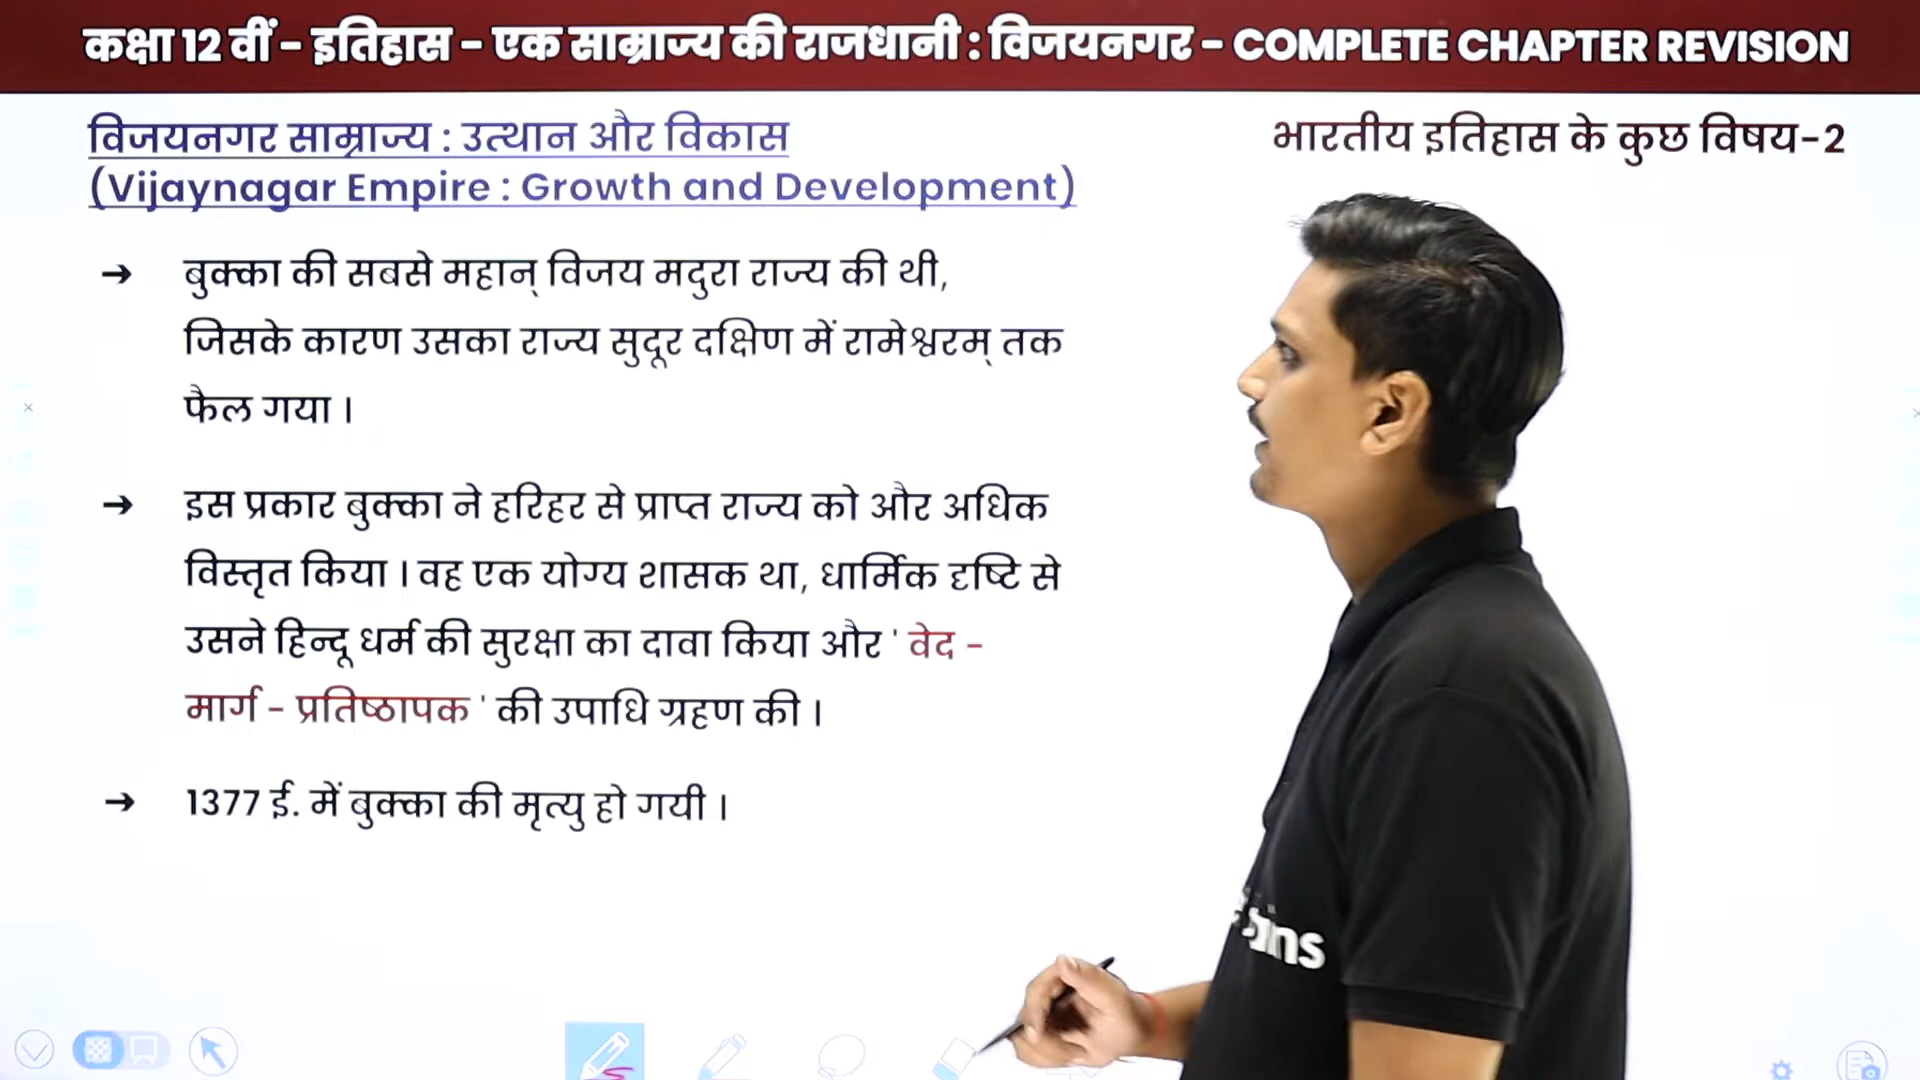 कक्षा 12 वीं – इतिहास – एक साम्राज्य की राजधानी : विजयनगर – COMPLETE CHAPTER REVISION
विजयनगर साम्राज्य : उत्थान और विकास
(Vijaynagar Empire : Growth and Development)
भारतीय इतिहास के कुछ विषय-2
➔ बुक्का की सबसे महान् विजय मदुरा राज्य की थी,
जिसके कारण उसका राज्य सुदूर दक्षिण में रामेश्वरम् तक
फैल गया ।
➔ इस प्रकार बुक्का ने हरिहर से प्राप्त राज्य को और अधिक
विस्तृत किया । वह एक योग्य शासक था, धार्मिक दृष्टि से
उसने हिन्दू धर्म की सुरक्षा का दावा किया और ' वेद –
मार्ग – प्रतिष्ठापक ' की उपाधि ग्रहण की ।
➔ 1377 ई. में बुक्का की मृत्यु हो गयी ।